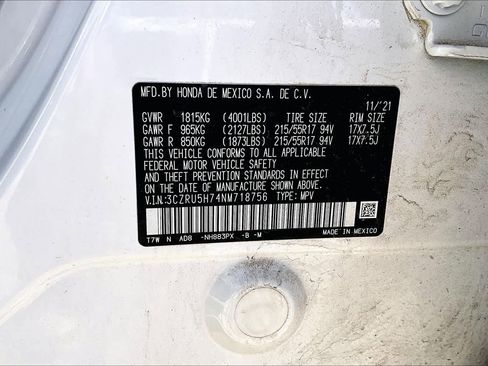 MFD.BY HONDA DE MEXICO S.A. DE C.V. 11/'21
GVWR 1815KG (4001LBS) TIRE SIZE RIM SIZE
GAWR F 965KG (2127LBS) 215/55R17 94V 17X7.5J
GAWR R 850KG (1873LBS) 215/55R17 94V 17X7.5J
THIS VEHICLE CONFORMS TO ALL APPLICABLE
FEDERAL MOTOR VEHICLE SAFETY
AND THEFT PREVENTION STANDARDS IN EFFECT
ON THE DATE OF MANUFACTURE SHOWN ABOVE.
V.I.N:3CZRU5H74NM718756 TYPE: MPV
T7W N AD8 -NH883PX -B -M MADE IN MEXICO